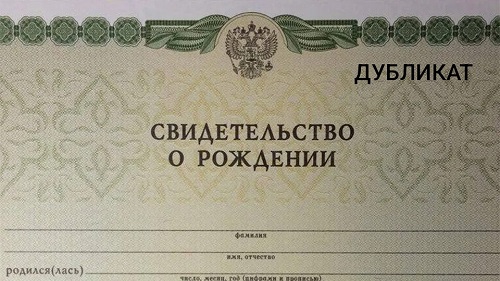 ДУБЛИКАТ
СВИДЕТЕЛЬСТВО
О РОЖДЕНИИ
фамилия
имя, отчество
родился(лась)
число, месяц, год (цифрами и прописью)